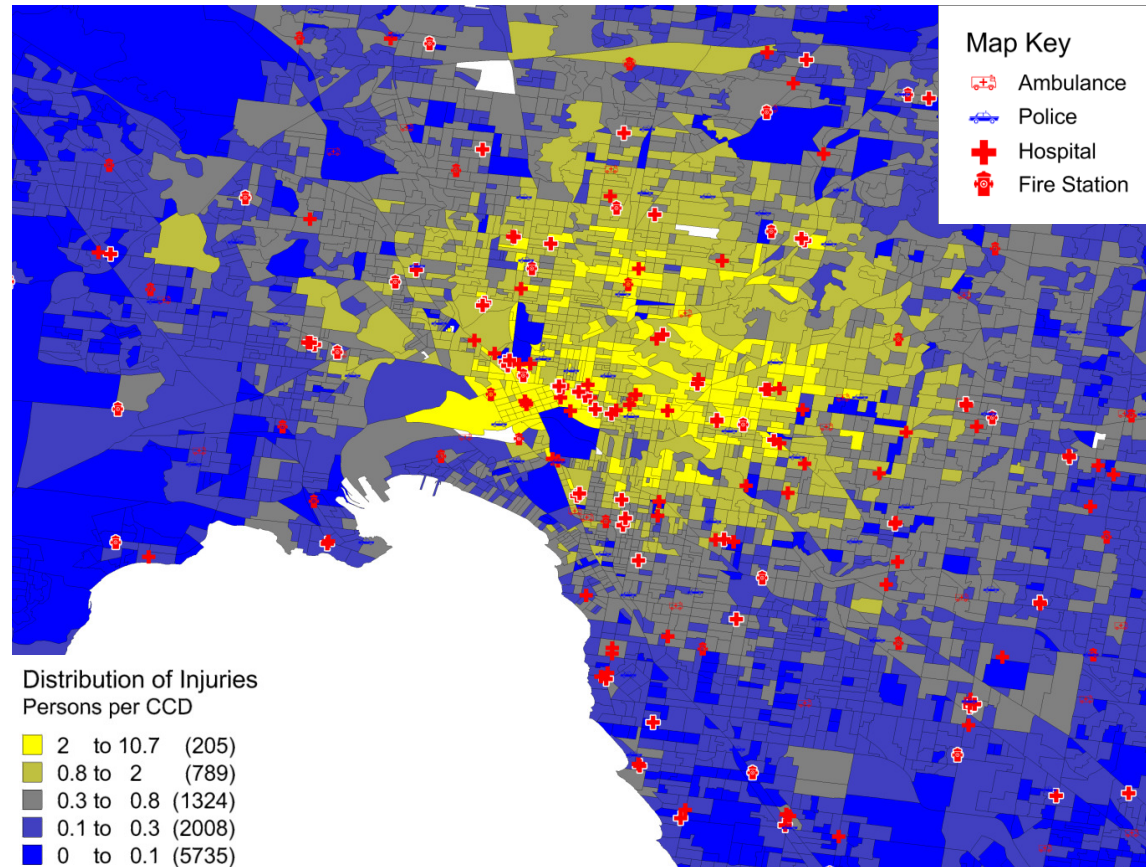 Map Key
Ambulance
Police
Hospital
Fire Station
Distribution of Injuries
Persons per CCD
2 to 10.7 (205)
0.8 to 2 (789)
0.3 to 0.8 (1324)
0.1 to 0.3 (2008)
0 to 0.1 (5735)